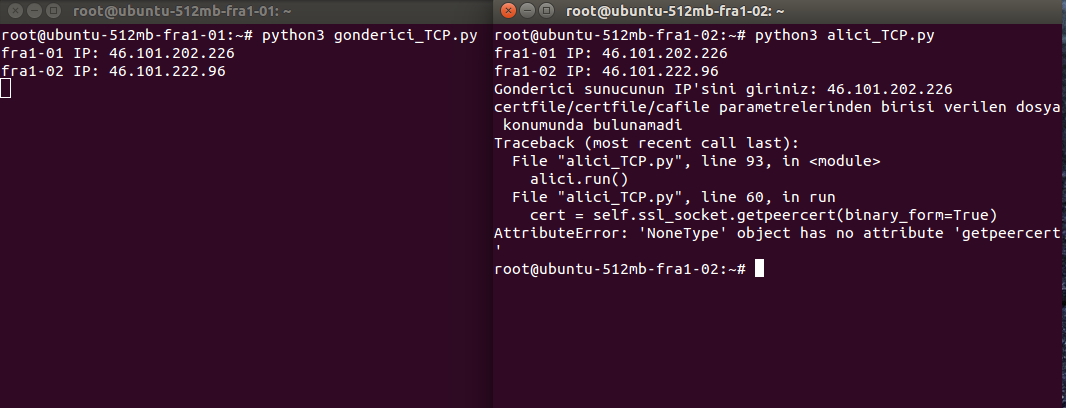 root@ubuntu-512mb-fra1-01: ~
root@ubuntu-512mb-fra1-01:~# python3 gonderici_TCP.py
fra1-01 IP: 46.101.202.226
fra1-02 IP: 46.101.222.96
root@ubuntu-512mb-fra1-02: ~
root@ubuntu-512mb-fra1-02:~# python3 alici_TCP.py
fra1-01 IP: 46.101.202.226
fra1-02 IP: 46.101.222.96
Gonderici sunucunun IP'sini giriniz: 46.101.202.226
certfile/certfile/cafile parametrelerinden birisi verilen dosya
 konumunda bulunamadi
Traceback (most recent call last):
  File "alici_TCP.py", line 93, in <module>
    alici.run()
  File "alici_TCP.py", line 60, in run
    cert = self.ssl_socket.getpeercert(binary_form=True)
AttributeError: 'NoneType' object has no attribute 'getpeercert
'
root@ubuntu-512mb-fra1-02:~#